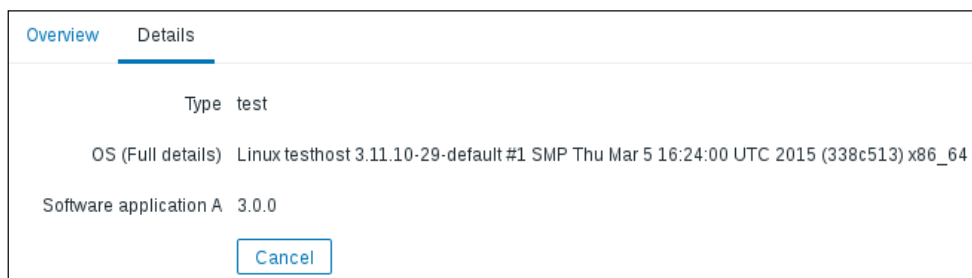 Overview Details
Type test
OS (Full details) Linux testhost 3.11.10-29-default #1 SMP Thu Mar 5 16:24:00 UTC 2015 (338c513) x86_64
Software application A 3.0.0
Cancel